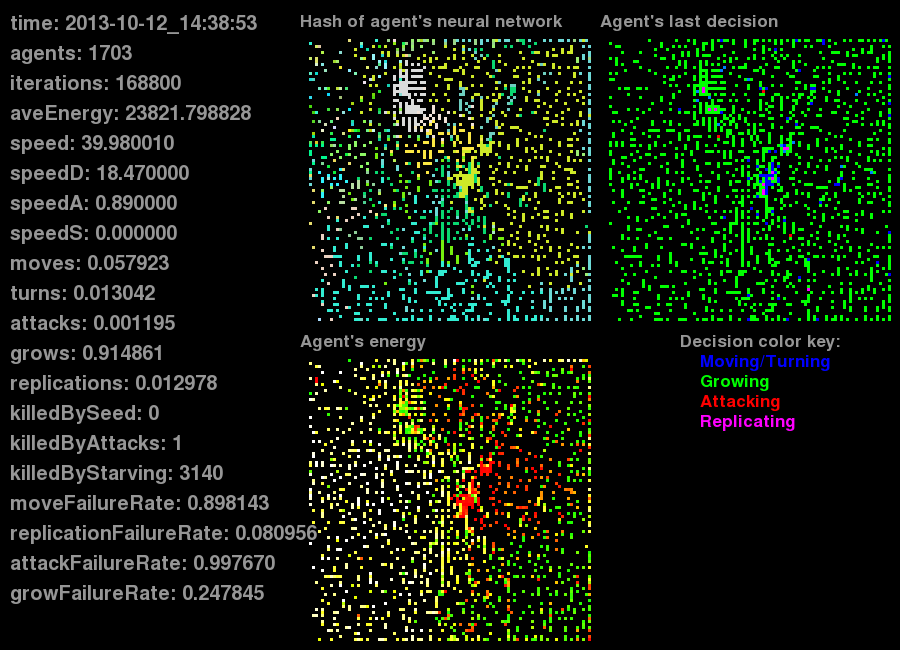 time: 2013-10-12_14:38:53
agents: 1703
iterations: 168800
aveEnergy: 23821.798828
speed: 39.980010
speedD: 18.470000
speedA: 0.890000
speedS: 0.000000
moves: 0.057923
turns: 0.013042
attacks: 0.001195
grows: 0.914861
replications: 0.012978
killedBySeed: 0
killedByAttacks: 1
killedByStarving: 3140
moveFailureRate: 0.898143
replicationFailureRate: 0.080956
attackFailureRate: 0.997670
growFailureRate: 0.247845
Hash of agent's neural network
Agent's last decision
Agent's energy
Decision color key:
Moving/Turning
Growing
Attacking
Replicating